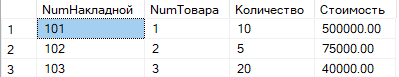 NumНакладной NumТовара Количество Стоимость
1 101 1 10 500000.00
2 102 2 5 75000.00
3 103 3 20 40000.00